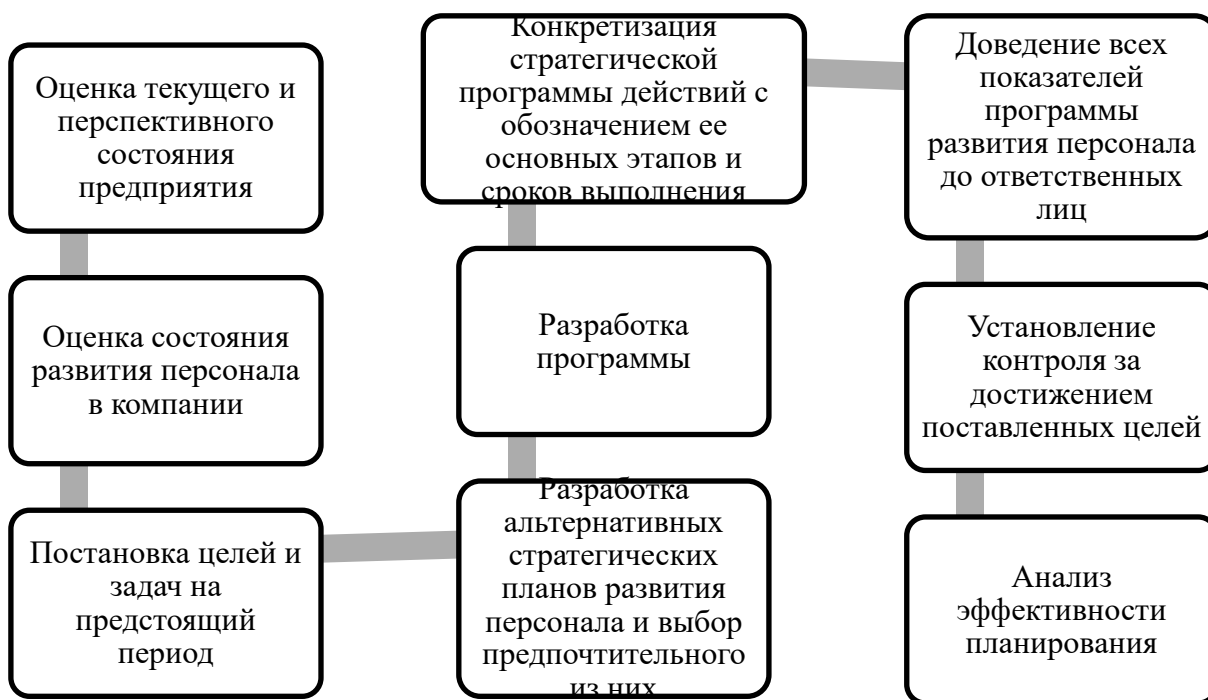 Оценка текущего и
перспективного
состояния
предприятия
Оценка состояния
развития персонала
в компании
Постановка целей и
задач на
предстоящий
период
Разработка
альтернативных
стратегических
планов развития
персонала и выбор
предпочтительного
из них
Разработка
программы
Конкретизация
стратегической
программы действий с
обозначением ее
основных этапов и
сроков выполнения
Доведение всех
показателей
программы
развития персонала
до ответственных
лиц
Установление
контроля за
достижением
поставленных целей
Анализ
эффективности
планирования